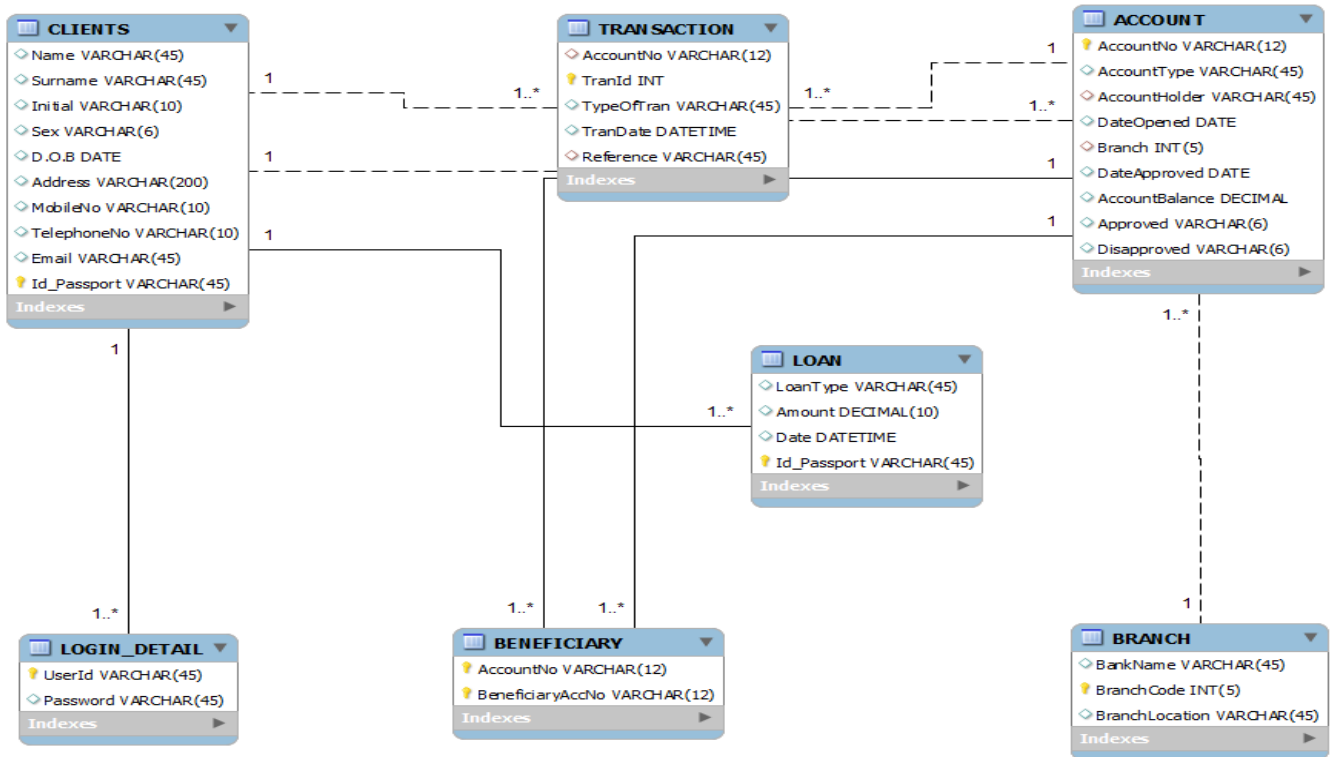 CLIENTS
Name VARCHAR(45)
Surname VARCHAR(45)
Initial VARCHAR(10)
Sex VARCHAR(6)
D.O.B DATE
Address VARCHAR(200)
MobileNo VARCHAR(10)
TelephoneNo VARCHAR(10)
Email VARCHAR(45)
Id_Passport VARCHAR(45)
Indexes
1
1
1
1
TRANSACTION
AccountNo VARCHAR(12)
TranId INT
TypeOfTran VARCHAR(45)
TranDate DATETIME
Reference VARCHAR(45)
Indexes
1..*
1..*
1
1..*
1
1
ACCOUNT
AccountNo VARCHAR(12)
AccountType VARCHAR(45)
AccountHolder VARCHAR(45)
DateOpened DATE
Branch INT(5)
DateApproved DATE
AccountBalance DECIMAL
Approved VARCHAR(6)
Disapproved VARCHAR(6)
Indexes
1..*
LOAN
LoanType VARCHAR(45)
Amount DECIMAL(10)
Date DATETIME
Id_Passport VARCHAR(45)
Indexes
1..*
1..*
LOGIN_DETAIL
UserId VARCHAR(45)
Password VARCHAR(45)
Indexes
1..*
1..*
BENEFICIARY
AccountNo VARCHAR(12)
BeneficiaryAccNo VARCHAR(12)
Indexes
1
BRANCH
BankName VARCHAR(45)
BranchCode INT(5)
BranchLocation VARCHAR(45)
Indexes